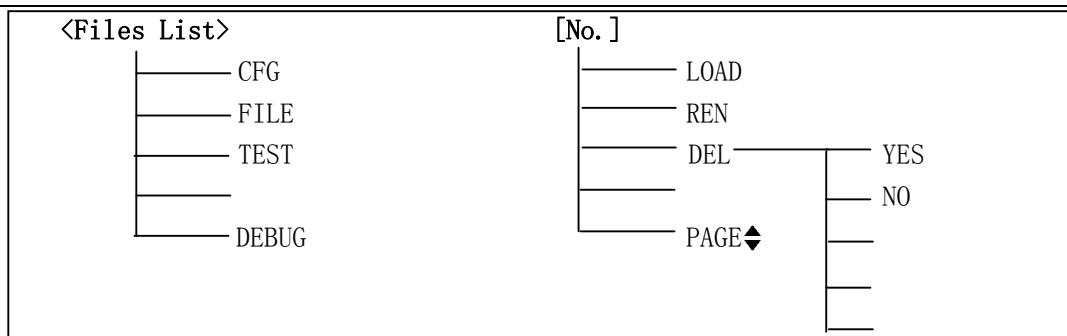 <Files List>
CFG
FILE
TEST
DEBUG
[No.]
LOAD
REN
DEL
YES
NO
PAGE